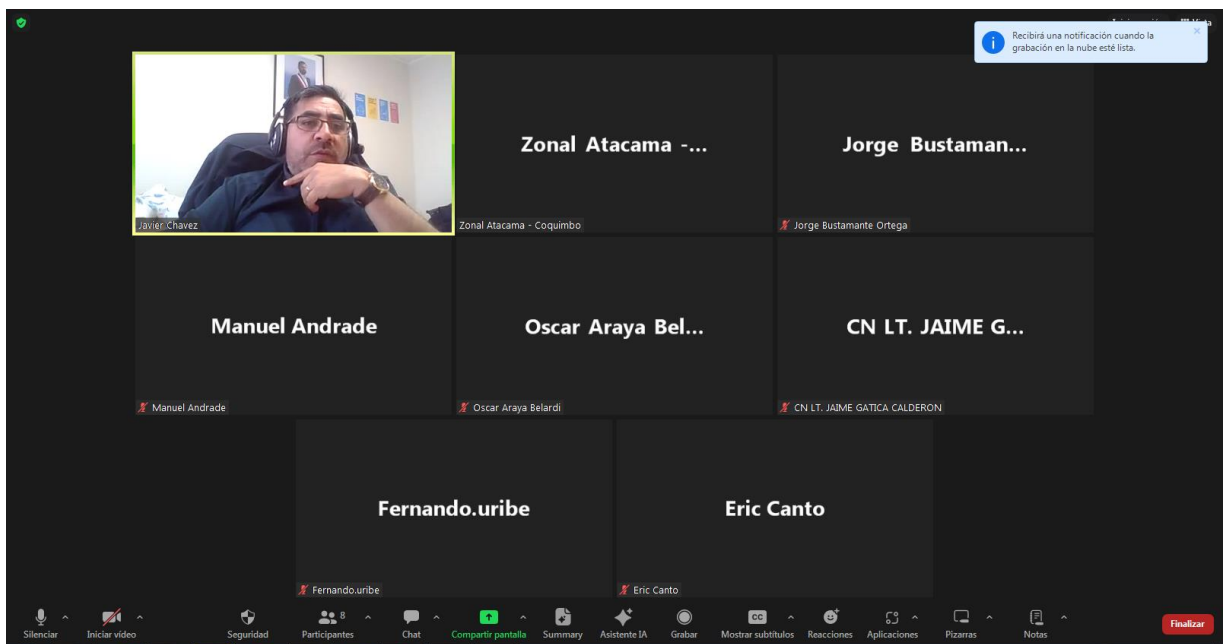 Recibirá una notificación cuando la
grabación en la nube esté lista.
Javier Chavez
Zonal Atacama -...
Zonal Atacama - Coquimbo
Jorge Bustaman...
Jorge Bustamante Ortega
Manuel Andrade
Manuel Andrade
Oscar Araya Bel...
Oscar Araya Belardi
CN LT. JAIME G...
CN LT. JAIME GATICA CALDERON
Fernando.uribe
Fernando.uribe
Eric Canto
Eric Canto
Silenciar
Iniciar vídeo
Seguridad
Participantes
8
Chat
Compartir pantalla
Summary
Asistente IA
Grabar
CC
Mostrar subtítulos
Reacciones
Aplicaciones
Pizarras
Notas
Finalizar